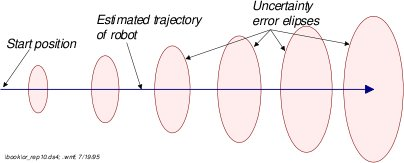 Start position
Estimated trajectory
of robot
Uncertainty
error elipses
\book\or_rep10.ds4; .wmf; 7/19/95